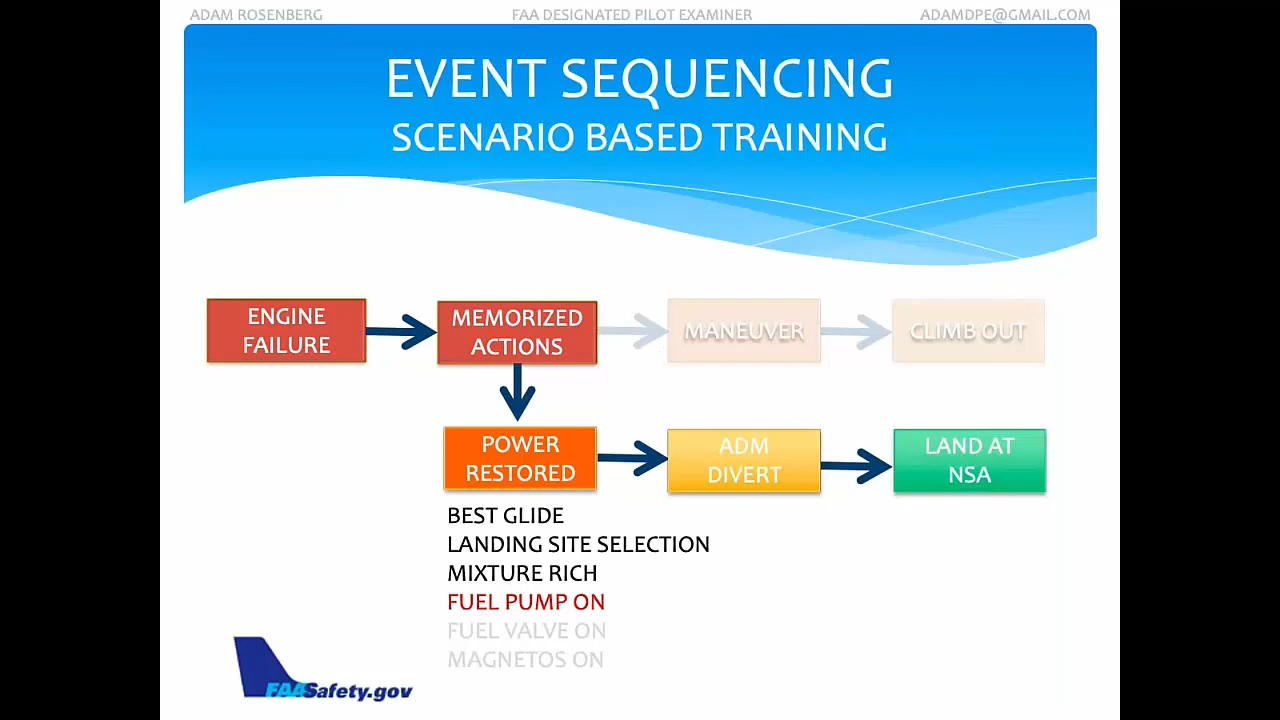 ADAM ROSENBERG
FAA DESIGNATED PILOT EXAMINER
ADAMDPE@GMAIL.COM
EVENT SEQUENCING
SCENARIO BASED TRAINING
ENGINE
FAILURE
MEMORIZED
ACTIONS
MANEUVER
CLIMB OUT
POWER
RESTORED
ADM
DIVERT
LAND AT
NSA
BEST GLIDE
LANDING SITE SELECTION
MIXTURE RICH
FUEL PUMP ON
FUEL VALVE ON
MAGNETOS ON
FAASafety.gov